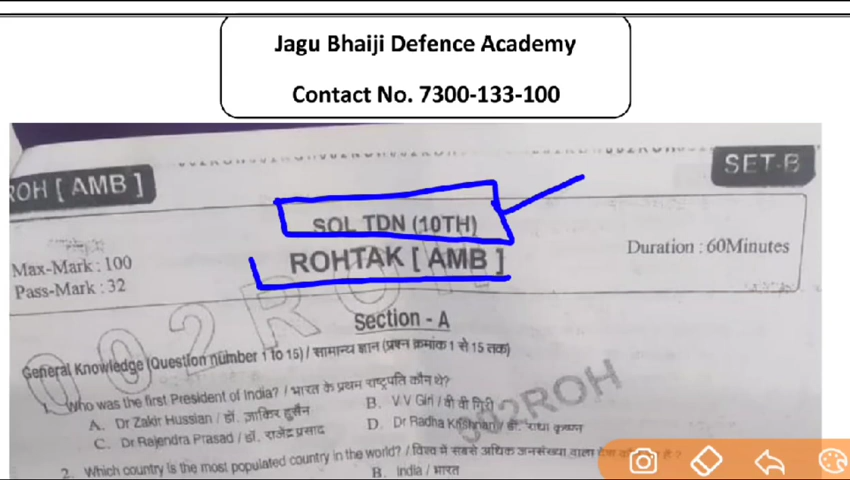 Jagu Bhaiji Defence Academy
Contact No. 7300-133-100
ROH [ AMB ]
SET-B
SOL TDN (10TH)
ROHTAK [ AMB ]
Max-Mark : 100
Pass-Mark : 32
Duration : 60Minutes
Section - A
General Knowledge (Question number 1 to 15) / सामान्य ज्ञान (प्रश्न क्रमांक 1 से 15 तक)
1. Who was the first President of India? / भारत के प्रथम राष्ट्रपति कौन थे?
A. Dr Zakir Hussian / डॉ. ज़ाकिर हुसैन
B. V.V Giri / वी वी गिरी
C. Dr Rajendra Prasad / डॉ. राजेंद्र प्रसाद
D. Dr Radha Krishnan / डॉ. राधा कृष्णन
2. Which country is the most populated country in the world? / विश्व में सबसे अधिक जनसंख्या वाला देश
B. India / भारत
002ROH
002ROH